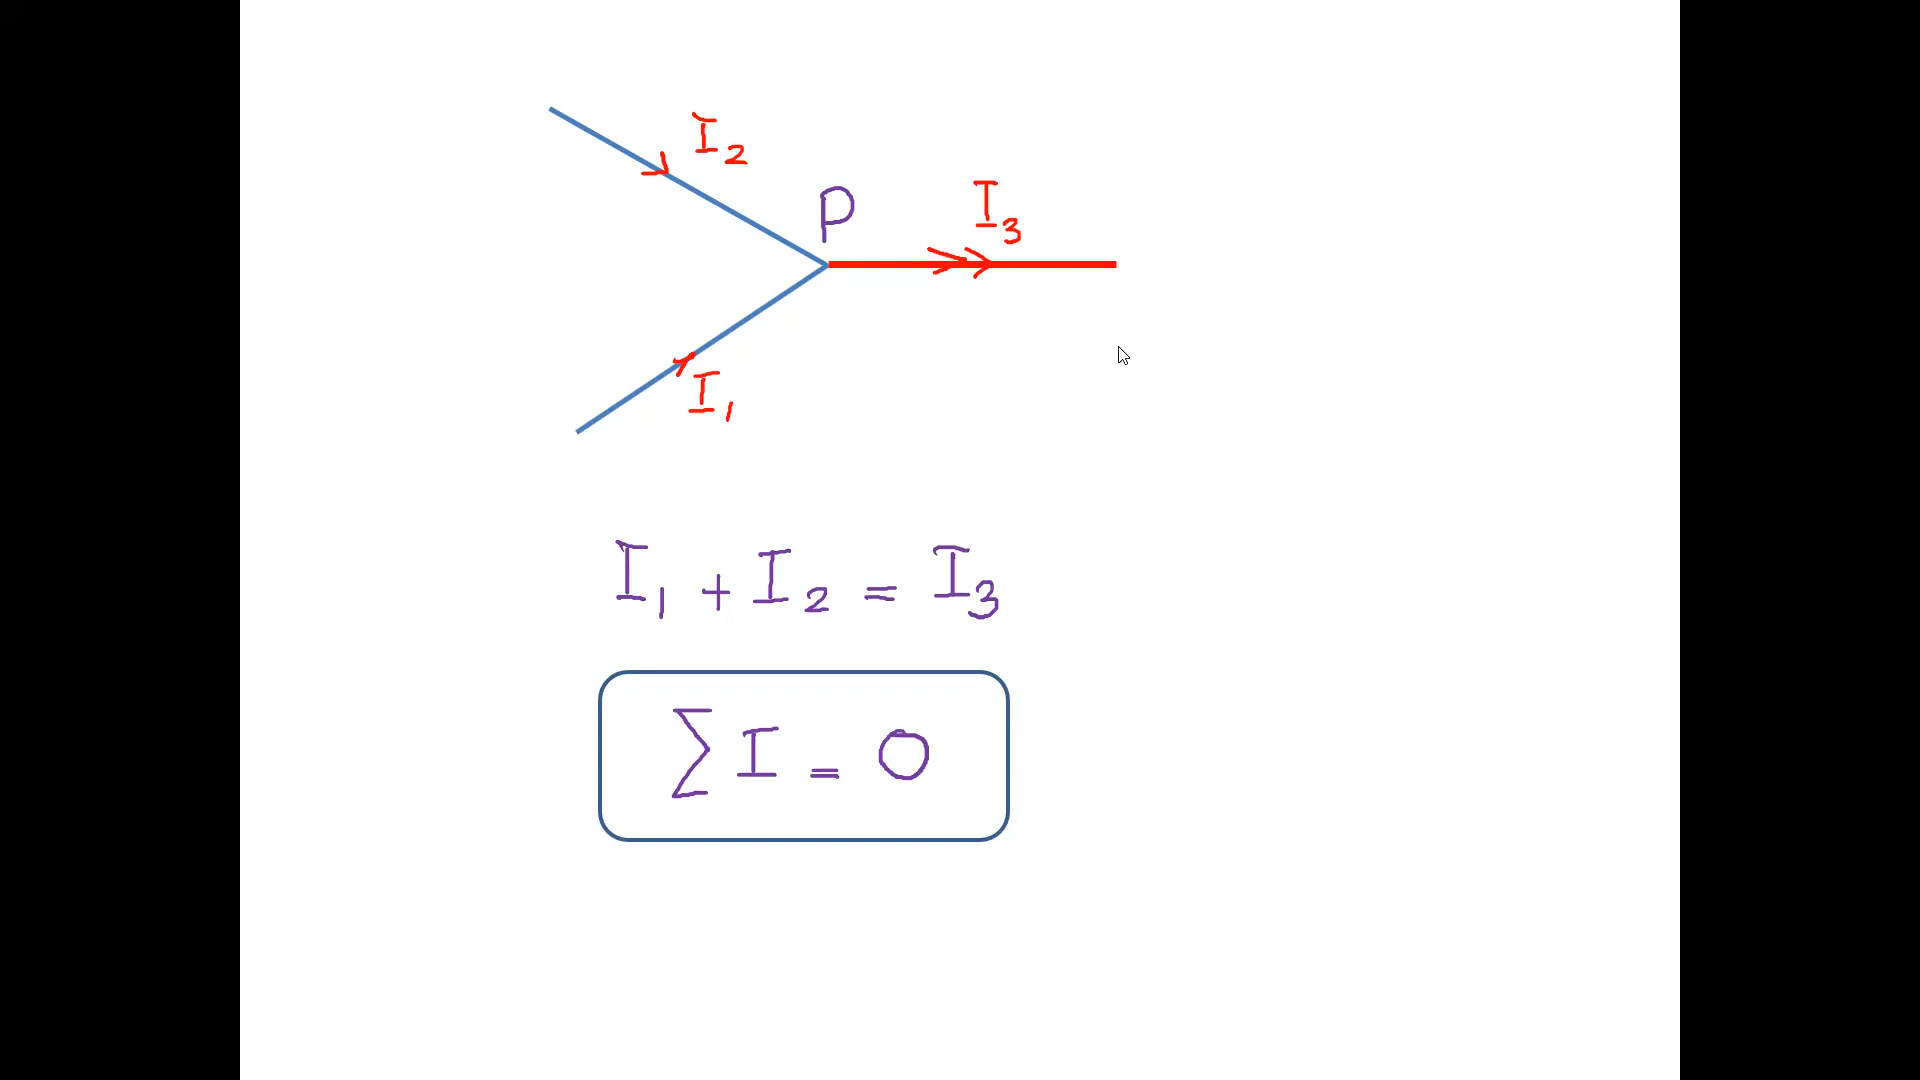 I₂
P
I₃
I₁
I₁ + I₂ = I₃
∑ I = 0